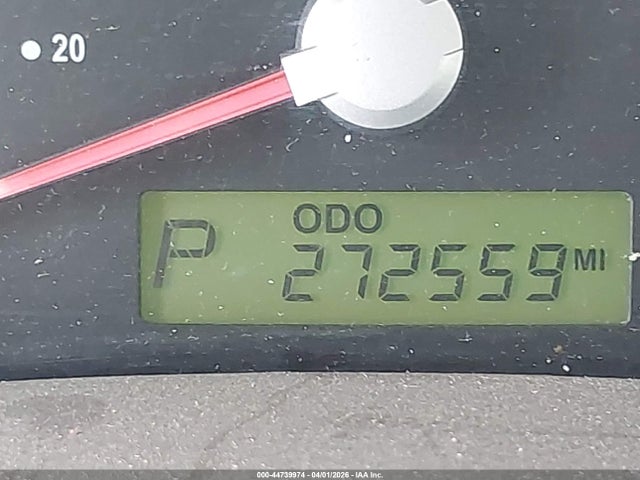 20
ODO
P 272559 MI
000-44739974 | 04/01/2026 - IAA Inc.